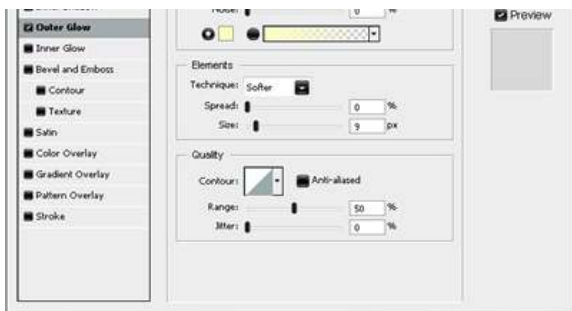 Noise: 0 %
Preview
Outer Glow
Inner Glow
Bevel and Emboss
Contour
Texture
Satin
Color Overlay
Gradient Overlay
Pattern Overlay
Stroke
Elements
Technique: Softer
Spread: 0 %
Size: 9 px
Quality
Contour: Anti-aliased
Range: 50 %
Jitter: 0 %